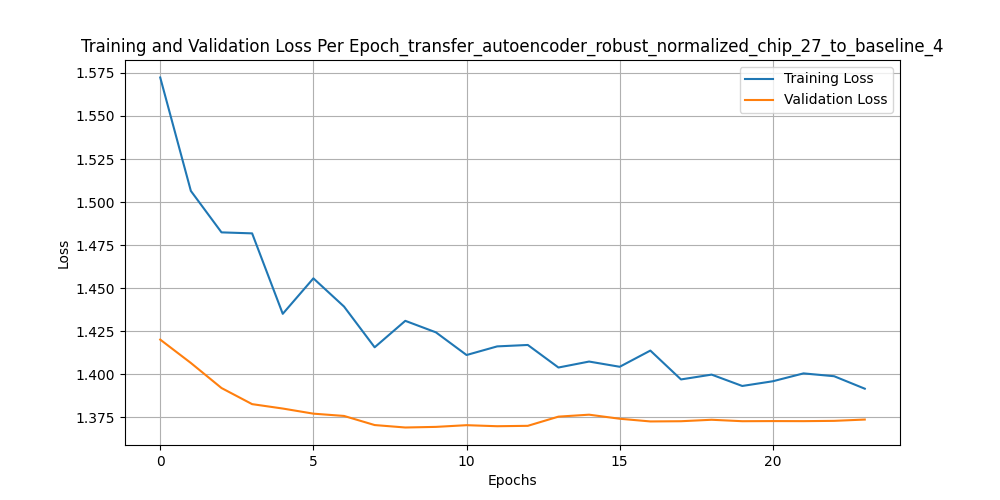 Training and Validation Loss Per Epoch_transfer_autoencoder_robust_normalized_chip_27_to_baseline_4
Training Loss
Validation Loss
Loss
1.575
1.550
1.525
1.500
1.475
1.450
1.425
1.400
1.375
0
5
10
15
20
Epochs